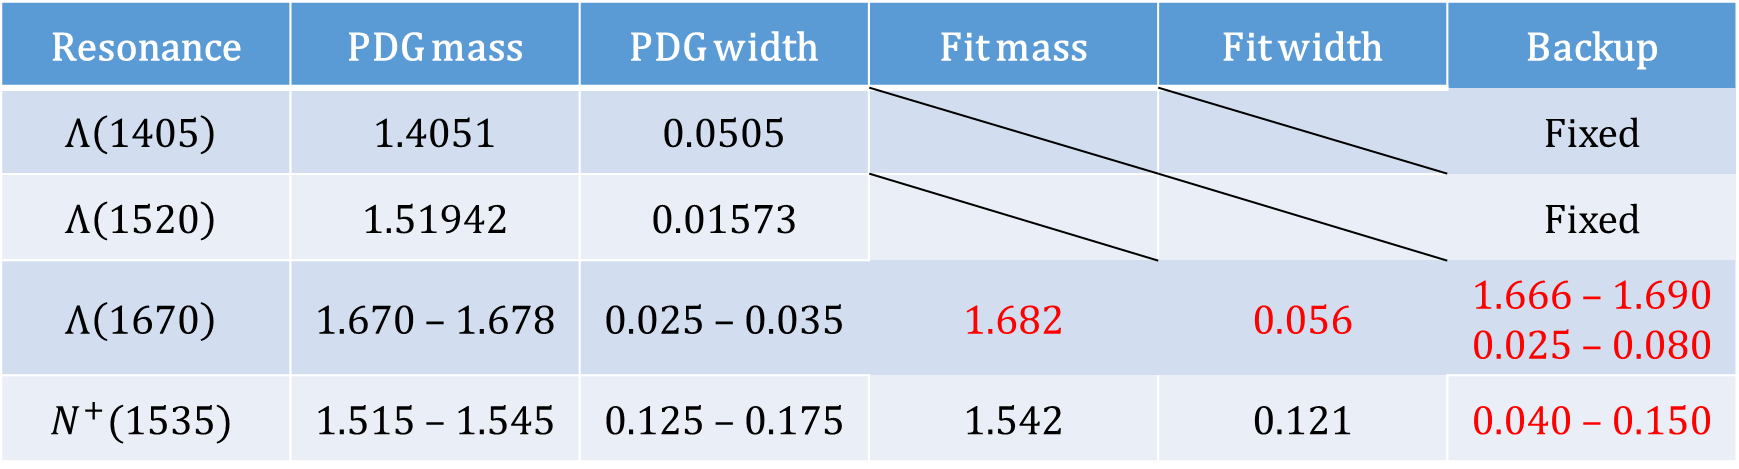 Resonance PDG mass PDG width Fit mass Fit width Backup
Λ(1405) 1.4051 0.0505 Fixed
Λ(1520) 1.51942 0.01573 Fixed
Λ(1670) 1.670 – 1.678 0.025 – 0.035 1.682 0.056 1.666 – 1.690
0.025 – 0.080
N⁺(1535) 1.515 – 1.545 0.125 – 0.175 1.542 0.121 0.040 – 0.150